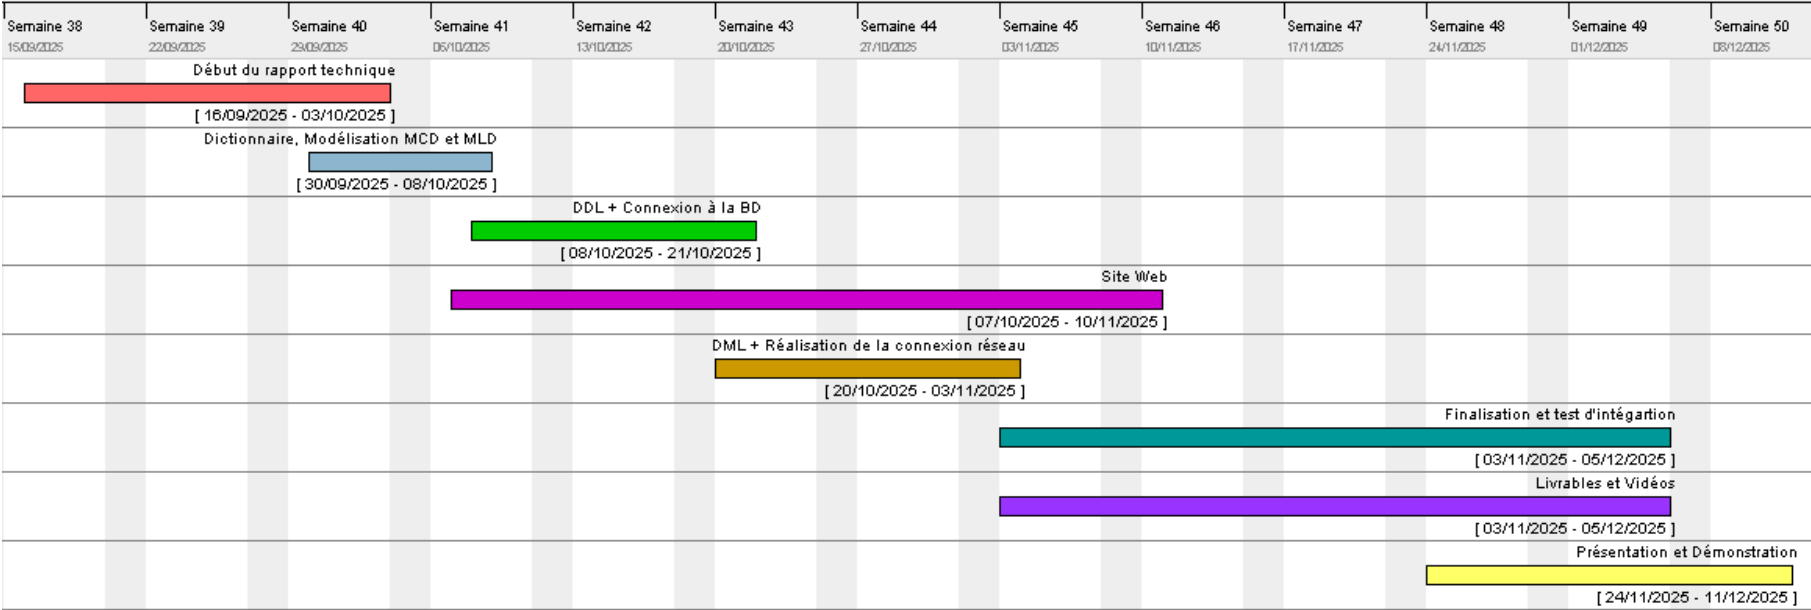 Semaine 38 Semaine 39 Semaine 40 Semaine 41 Semaine 42 Semaine 43 Semaine 44 Semaine 45 Semaine 46 Semaine 47 Semaine 48 Semaine 49 Semaine 50
15/09/2025 22/09/2025 29/09/2025 06/10/2025 13/10/2025 20/10/2025 27/10/2025 03/11/2025 10/11/2025 17/11/2025 24/11/2025 01/12/2025 08/12/2025
Début du rapport technique
[ 16/09/2025 - 03/10/2025 ]
Dictionnaire, Modélisation MCD et MLD
[ 30/09/2025 - 08/10/2025 ]
DDL + Connexion à la BD
[ 08/10/2025 - 21/10/2025 ]
Site Web
[ 07/10/2025 - 10/11/2025 ]
DML + Réalisation de la connexion réseau
[ 20/10/2025 - 03/11/2025 ]
Finalisation et test d'intégartion
[ 03/11/2025 - 05/12/2025 ]
Livrables et Vidéos
[ 03/11/2025 - 05/12/2025 ]
Présentation et Démonstration
[ 24/11/2025 - 11/12/2025 ]